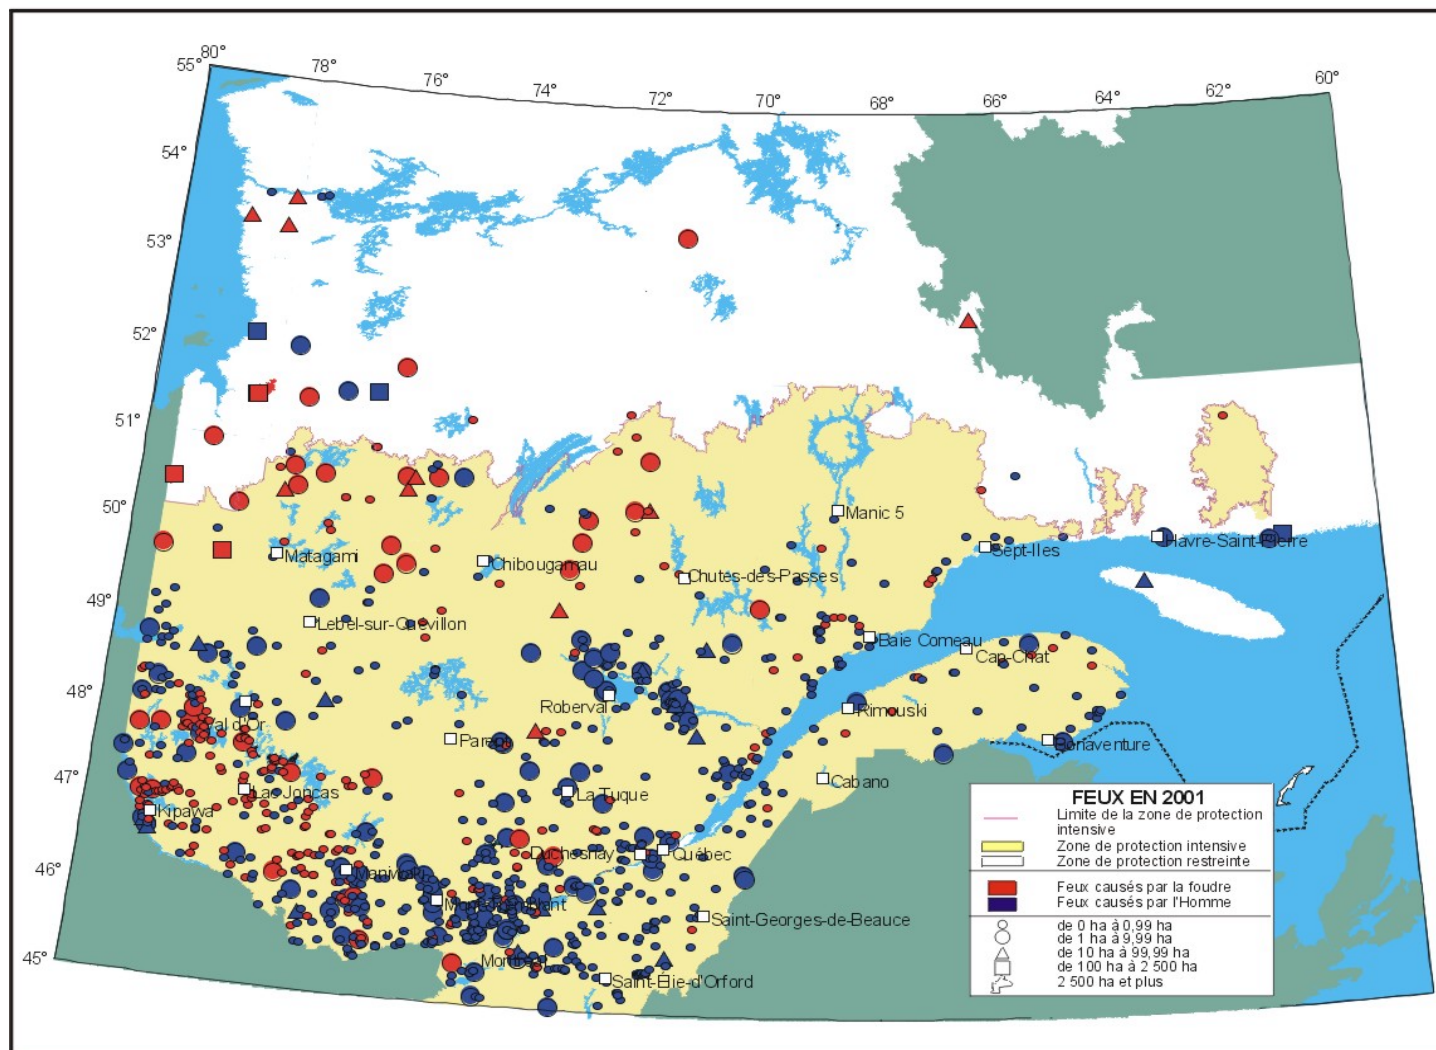 80°
55°
78°
76°
74°
72°
70°
68°
66°
64°
62°
60°
54°
53°
52°
51°
50°
49°
48°
47°
46°
45°
Manic 5
Sept-Iles
Havre-Saint-Pierre
Matagami
Chibougamau
Chutes-des-Passes
Lebel-sur-Quévillon
Baie Comeau
Cap-Chat
Roberval
Rimouski
Val d'Or
Parent
Bonaventure
Cabano
Lac Joncas
La Tuque
Kipawa
Duchesnay
Québec
Maniwaki
Mont-Tremblant
Saint-Georges-de-Beauce
Montréal
Saint-Élie-d'Orford
FEUX EN 2001
Limite de la zone de protection
intensive
Zone de protection intensive
Zone de protection restreinte
Feux causés par la foudre
Feux causés par l'Homme
de 0 ha à 0,99 ha
de 1 ha à 9,99 ha
de 10 ha à 99,99 ha
de 100 ha à 2 500 ha
2 500 ha et plus